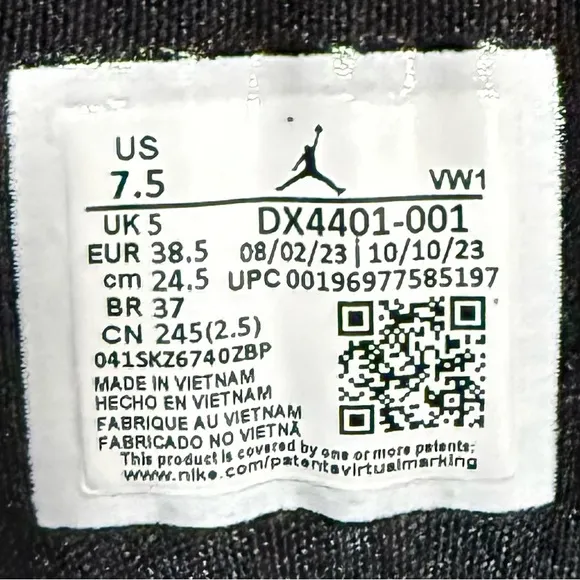 US
7.5
VW1
UK 5
DX4401-001
EUR 38.5
08/02/23 | 10/10/23
cm 24.5
UPC 00196977585197
BR 37
CN 245(2.5)
041SKZ6740ZBP
MADE IN VIETNAM
HECHO EN VIETNAM
FABRIQUE AU VIETNAM
FABRICADO NO VIETNÃ
This product is covered by one or more patents;
www.nike.com/patentsvirtualmarking